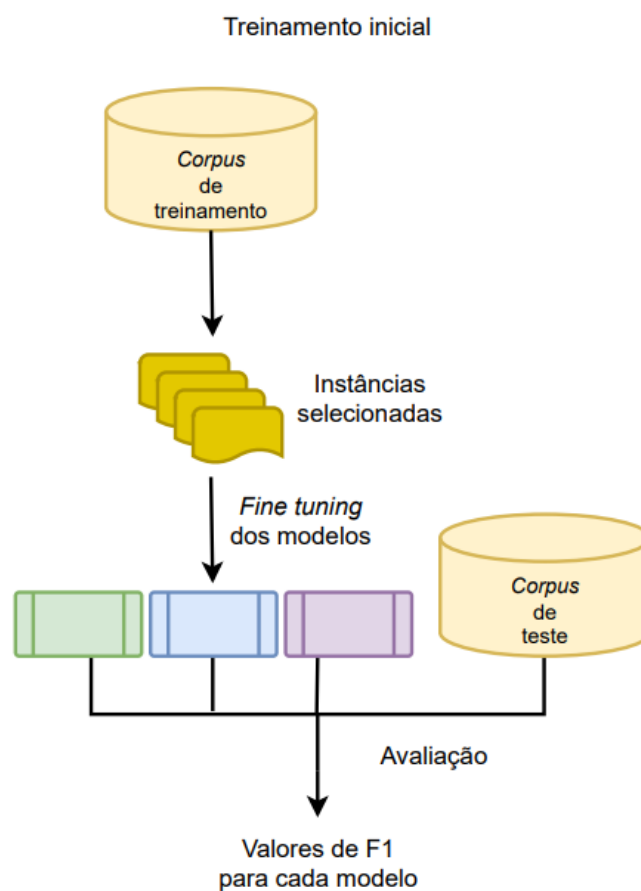 Treinamento inicial
Corpus
de
treinamento
Instâncias
selecionadas
Fine tuning
dos modelos
Corpus
de
teste
Avaliação
Valores de F1
para cada modelo